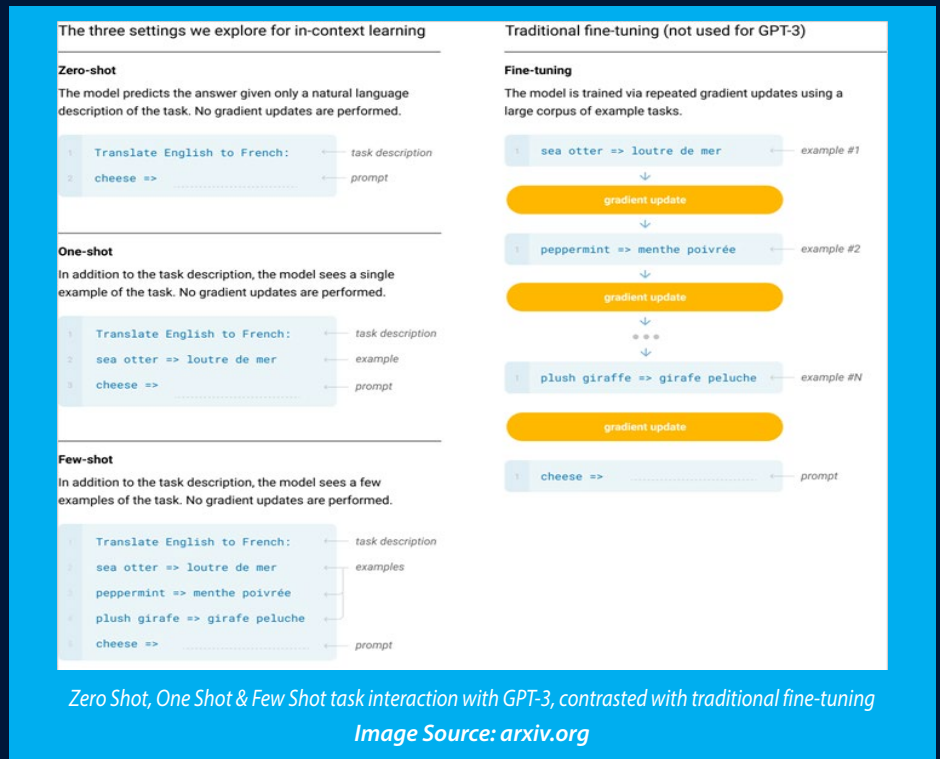 The three settings we explore for in-context learning
Zero-shot
The model predicts the answer given only a natural language
description of the task. No gradient updates are performed.
1 Translate English to French: task description
2 cheese => prompt
One-shot
In addition to the task description, the model sees a single
example of the task. No gradient updates are performed.
1 Translate English to French: task description
2 sea otter => loutre de mer example
3 cheese => prompt
Few-shot
In addition to the task description, the model sees a few
examples of the task. No gradient updates are performed.
Translate English to French: task description
sea otter => loutre de mer examples
peppermint => menthe poivrée
plush girafe => girafe peluche
cheese => prompt
Traditional fine-tuning (not used for GPT-3)
Fine-tuning
The model is trained via repeated gradient updates using a
large corpus of example tasks.
1 sea otter => loutre de mer example #1
gradient update
1 peppermint => menthe poivrée example #2
gradient update
1 plush giraffe => girafe peluche example #N
gradient update
1 cheese => prompt
Zero Shot, One Shot & Few Shot task interaction with GPT-3, contrasted with traditional fine-tuning
Image Source: arxiv.org